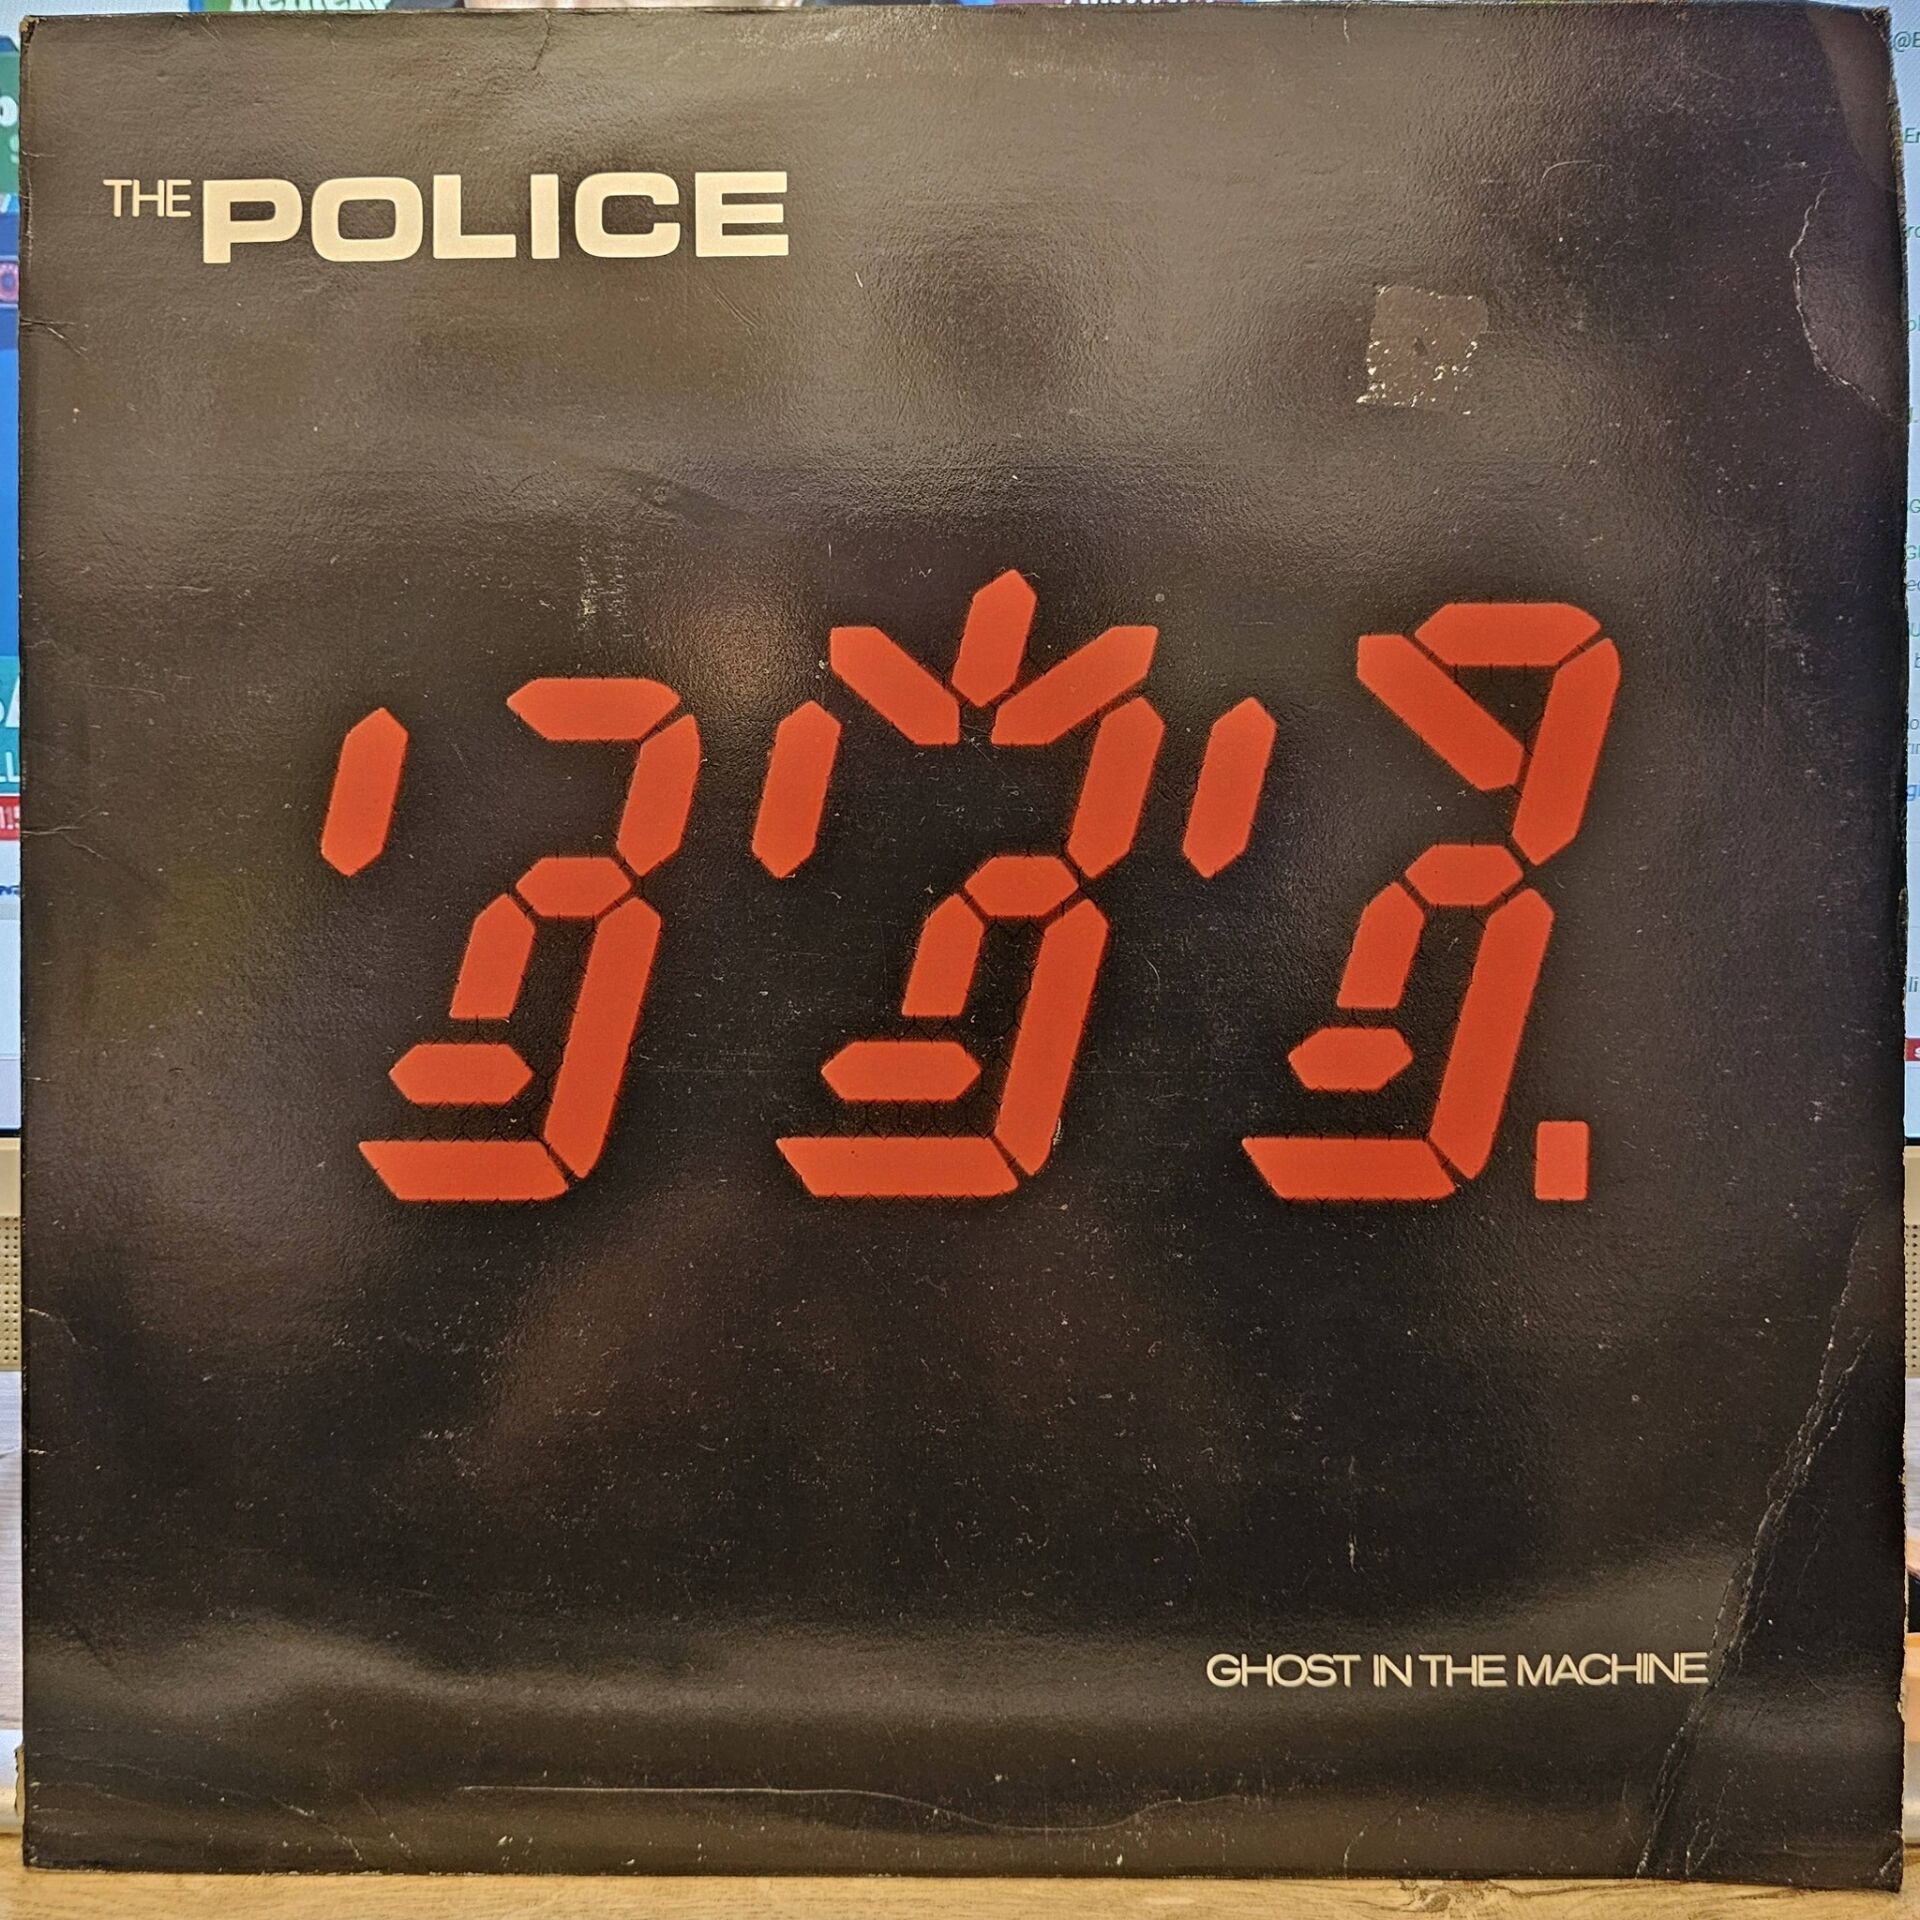 THE POLICE
GHOST IN THE MACHINE